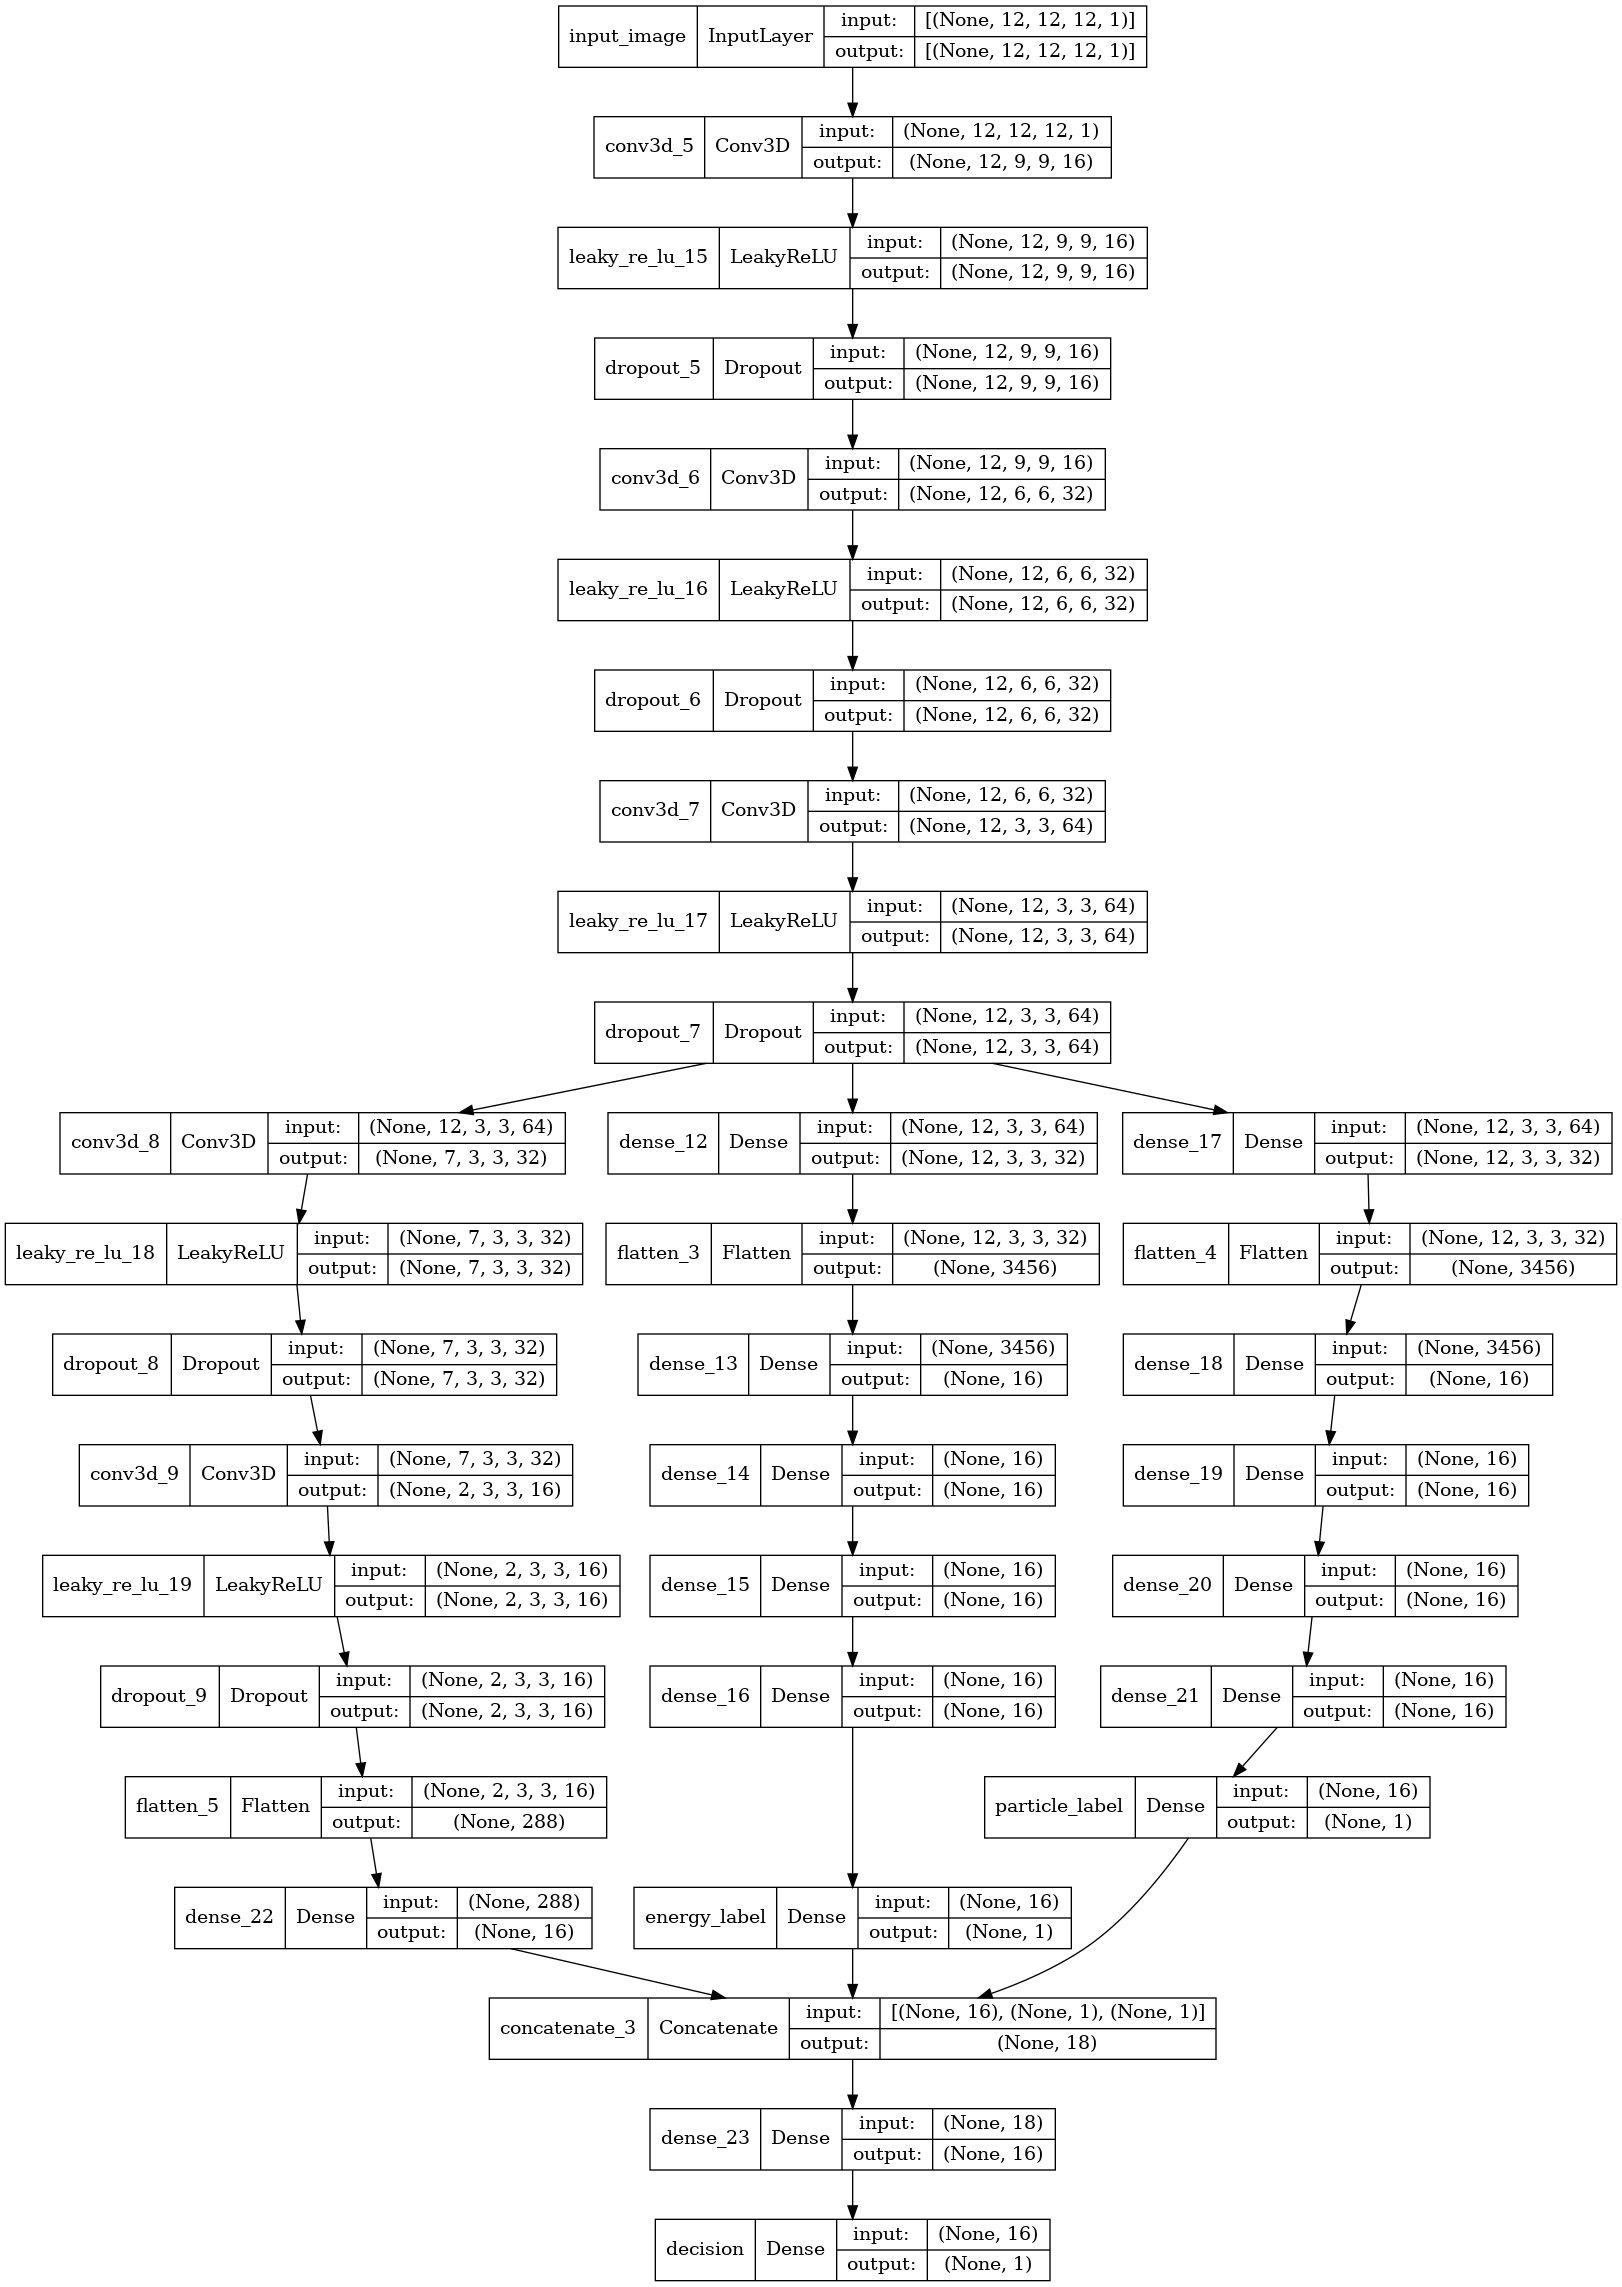 input_image InputLayer input: [(None, 12, 12, 12, 1)]
output: [(None, 12, 12, 12, 1)]
conv3d_5 Conv3D input: (None, 12, 12, 12, 1)
output: (None, 12, 9, 9, 16)
leaky_re_lu_15 LeakyReLU input: (None, 12, 9, 9, 16)
output: (None, 12, 9, 9, 16)
dropout_5 Dropout input: (None, 12, 9, 9, 16)
output: (None, 12, 9, 9, 16)
conv3d_6 Conv3D input: (None, 12, 9, 9, 16)
output: (None, 12, 6, 6, 32)
leaky_re_lu_16 LeakyReLU input: (None, 12, 6, 6, 32)
output: (None, 12, 6, 6, 32)
dropout_6 Dropout input: (None, 12, 6, 6, 32)
output: (None, 12, 6, 6, 32)
conv3d_7 Conv3D input: (None, 12, 6, 6, 32)
output: (None, 12, 3, 3, 64)
leaky_re_lu_17 LeakyReLU input: (None, 12, 3, 3, 64)
output: (None, 12, 3, 3, 64)
dropout_7 Dropout input: (None, 12, 3, 3, 64)
output: (None, 12, 3, 3, 64)
conv3d_8 Conv3D input: (None, 12, 3, 3, 64)
output: (None, 7, 3, 3, 32)
dense_12 Dense input: (None, 12, 3, 3, 64)
output: (None, 12, 3, 3, 32)
dense_17 Dense input: (None, 12, 3, 3, 64)
output: (None, 12, 3, 3, 32)
leaky_re_lu_18 LeakyReLU input: (None, 7, 3, 3, 32)
output: (None, 7, 3, 3, 32)
flatten_3 Flatten input: (None, 12, 3, 3, 32)
output: (None, 3456)
flatten_4 Flatten input: (None, 12, 3, 3, 32)
output: (None, 3456)
dropout_8 Dropout input: (None, 7, 3, 3, 32)
output: (None, 7, 3, 3, 32)
dense_13 Dense input: (None, 3456)
output: (None, 16)
dense_18 Dense input: (None, 3456)
output: (None, 16)
conv3d_9 Conv3D input: (None, 7, 3, 3, 32)
output: (None, 2, 3, 3, 16)
dense_14 Dense input: (None, 16)
output: (None, 16)
dense_19 Dense input: (None, 16)
output: (None, 16)
leaky_re_lu_19 LeakyReLU input: (None, 2, 3, 3, 16)
output: (None, 2, 3, 3, 16)
dense_15 Dense input: (None, 16)
output: (None, 16)
dense_20 Dense input: (None, 16)
output: (None, 16)
dropout_9 Dropout input: (None, 2, 3, 3, 16)
output: (None, 2, 3, 3, 16)
dense_16 Dense input: (None, 16)
output: (None, 16)
dense_21 Dense input: (None, 16)
output: (None, 16)
flatten_5 Flatten input: (None, 2, 3, 3, 16)
output: (None, 288)
particle_label Dense input: (None, 16)
output: (None, 1)
dense_22 Dense input: (None, 288)
output: (None, 16)
energy_label Dense input: (None, 16)
output: (None, 1)
concatenate_3 Concatenate input: [(None, 16), (None, 1), (None, 1)]
output: (None, 18)
dense_23 Dense input: (None, 18)
output: (None, 16)
decision Dense input: (None, 16)
output: (None, 1)